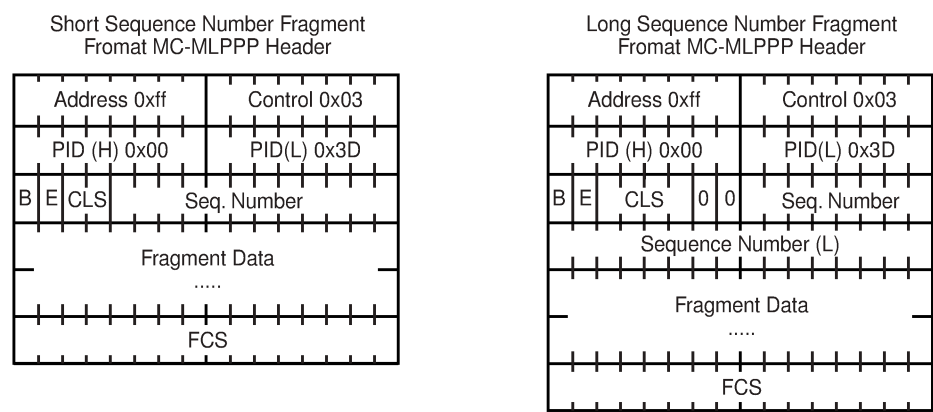 Short Sequence Number Fragment
Fromat MC-MLPPP Header
Address 0xff Control 0x03
PID (H) 0x00 PID(L) 0x3D
B E CLS Seq. Number
Fragment Data
.....
FCS
Long Sequence Number Fragment
Fromat MC-MLPPP Header
Address 0xff Control 0x03
PID (H) 0x00 PID(L) 0x3D
B E CLS 0 0 Seq. Number
Sequence Number (L)
Fragment Data
.....
FCS